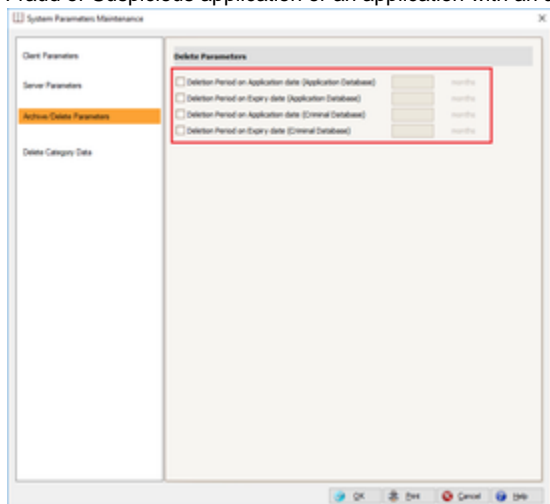 Fraud or Suspicious application or an application with an
System Parameters Maintenance
Client Parameters
Server Parameters
Archive/Delete Parameters
Delete Category Data
Delete Parameters
Deletion Period on Application date (Application Database) months
Deletion Period on Expiry date (Application Database) months
Deletion Period on Application date (Criminal Database) months
Deletion Period on Expiry date (Criminal Database) months
OK Print Cancel Help